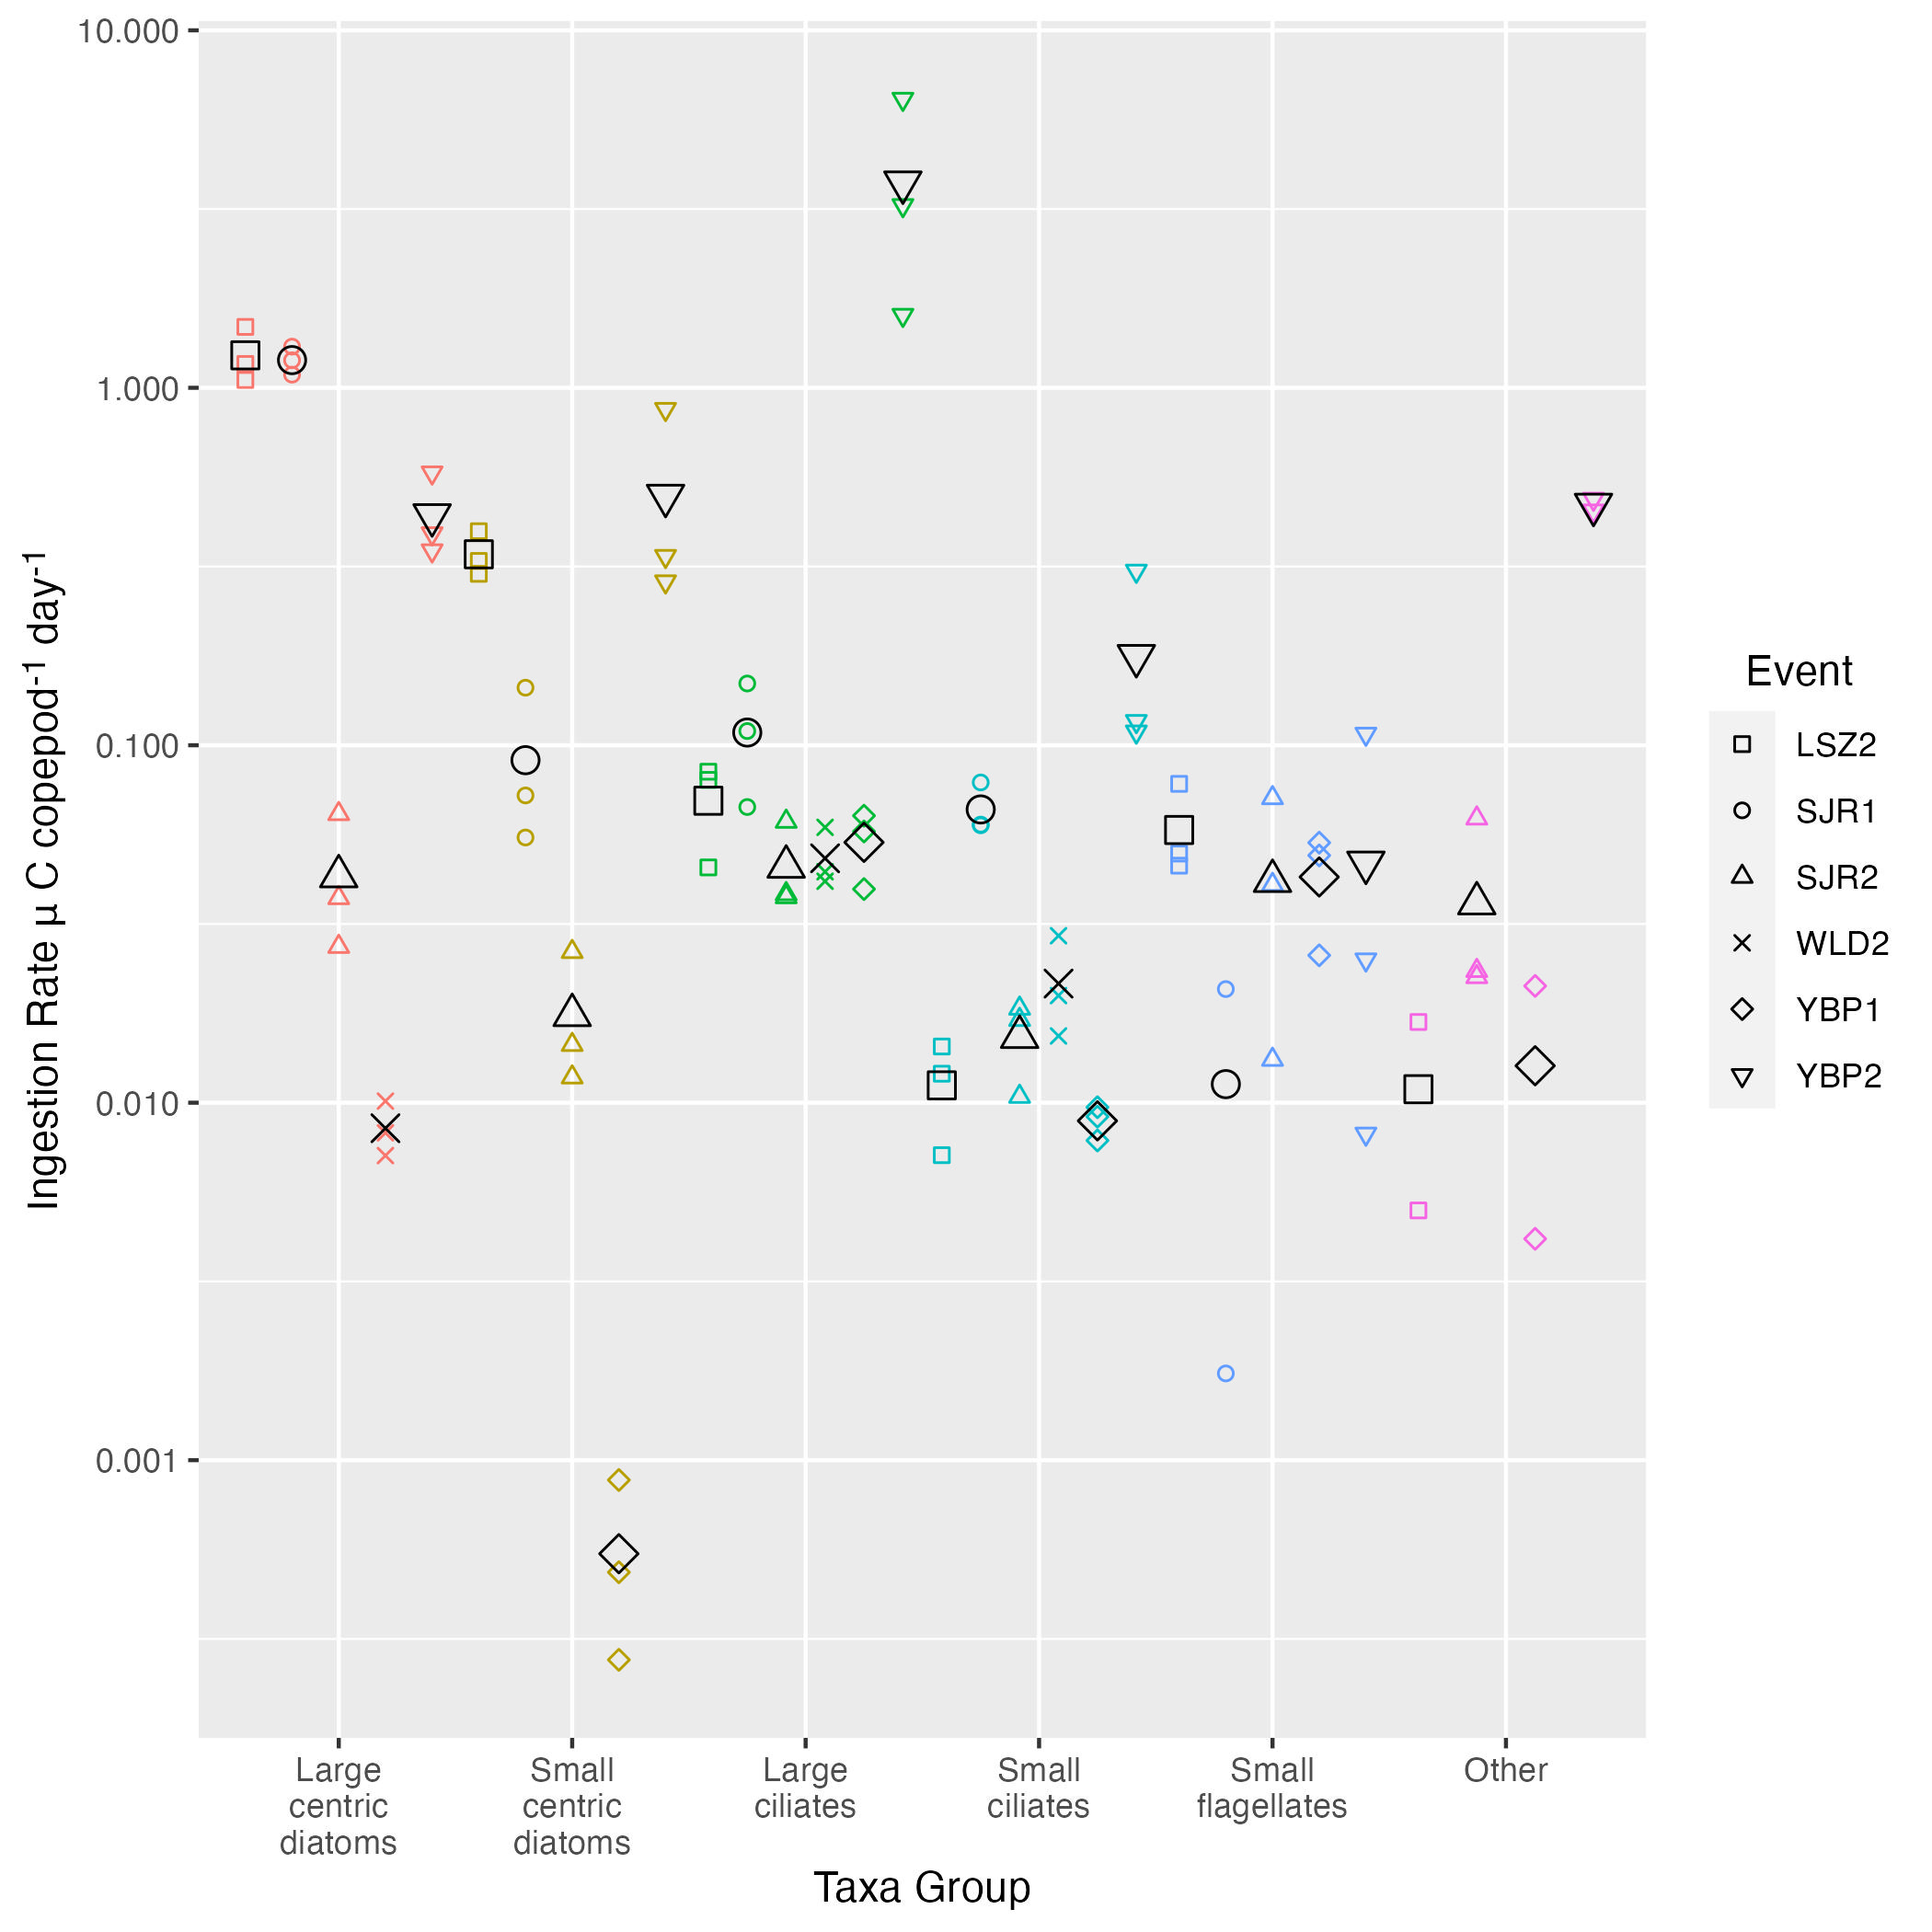 10.000
1.000
0.100
0.010
0.001
Ingestion Rate µ C copepod-1 day-1
Large
centric
diatoms
Small
centric
diatoms
Large
ciliates
Small
ciliates
Small
flagellates
Other
Taxa Group
Event
LSZ2
SJR1
SJR2
WLD2
YBP1
YBP2